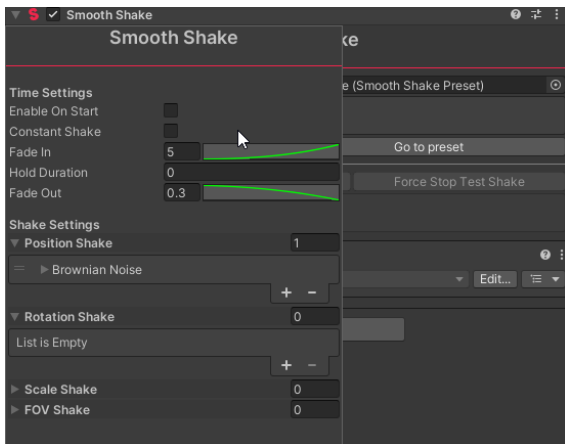 Smooth Shake
Smooth Shake
ke
e (Smooth Shake Preset)
Time Settings
Enable On Start
Constant Shake
Go to preset
Fade In 5
Hold Duration 0
Fade Out 0.3
Force Stop Test Shake
Shake Settings
Position Shake 1
Brownian Noise
Edit...
+ −
Rotation Shake 0
List is Empty
+ −
Scale Shake 0
FOV Shake 0